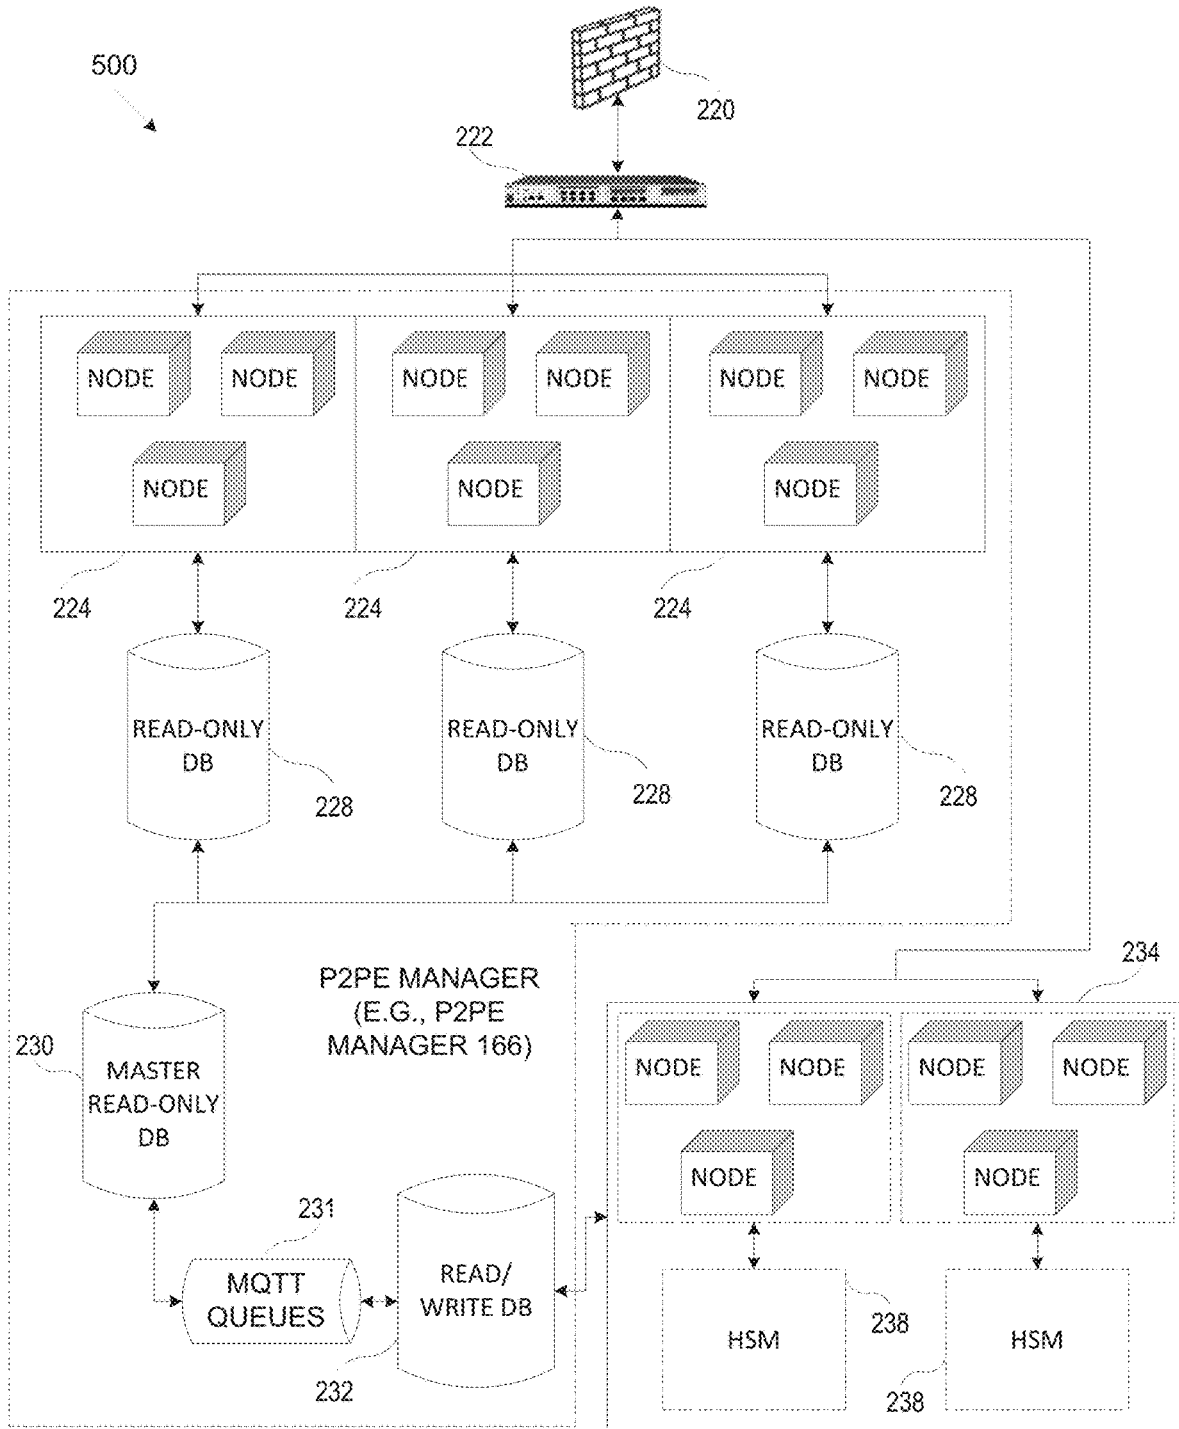 500
220
222
NODE NODE NODE NODE NODE NODE
NODE NODE NODE
224 224 224
READ-ONLY
DB
228
READ-ONLY
DB
228
READ-ONLY
DB
228
P2PE MANAGER
(E.G., P2PE
MANAGER 166)
234
230
MASTER
READ-ONLY
DB
NODE NODE NODE NODE
NODE NODE
231
MQTT
QUEUES
READ/
WRITE DB
232
HSM
238
HSM
238